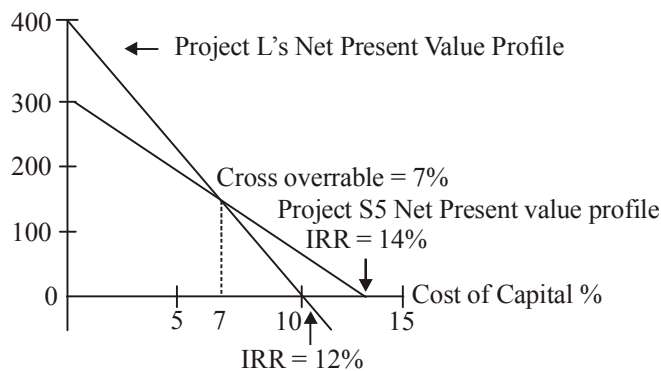 400
Project L's Net Present Value Profile
300
200
Cross overrable = 7%
Project S5 Net Present value profile
100
IRR = 14%
0
Cost of Capital %
5 7 10 15
IRR = 12%